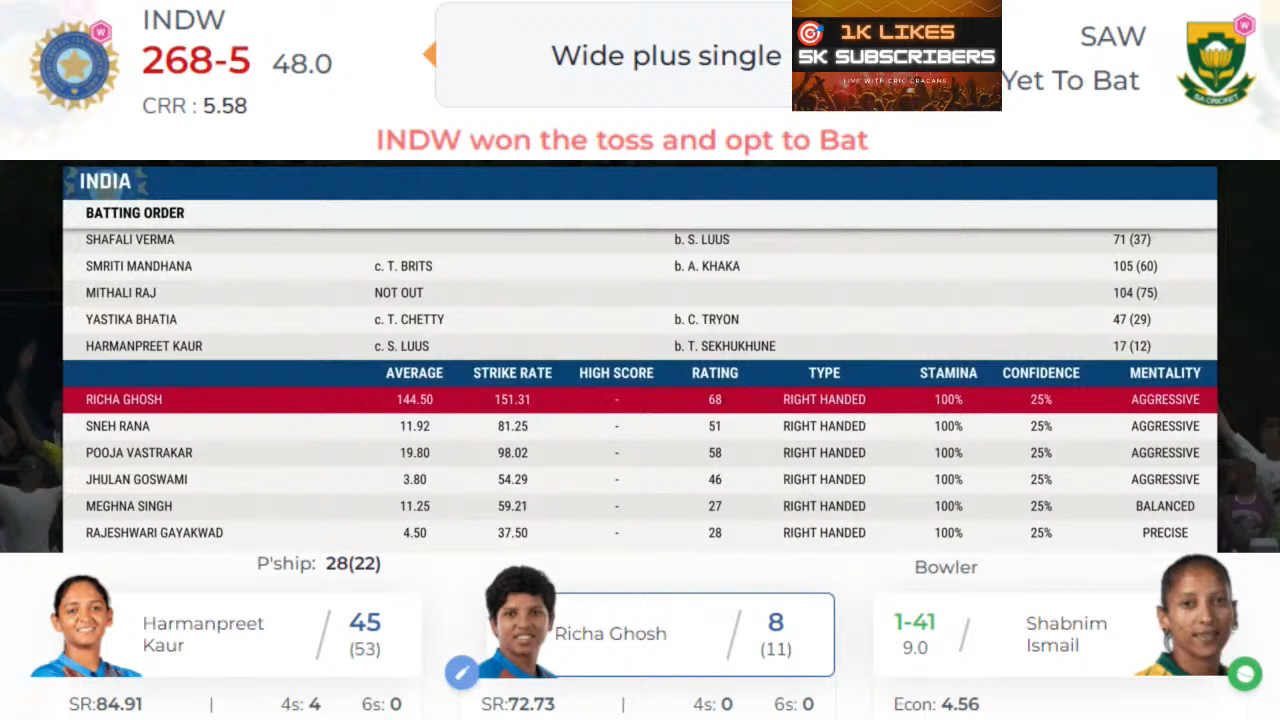 INDW
268-5 48.0
CRR : 5.58
Wide plus single
1K LIKES
5K SUBSCRIBERS
LIVE WITH CRIC CRACANS
SAW
Yet To Bat
SA CRICKET
INDW won the toss and opt to Bat
INDIA
BATTING ORDER
SHAFALI VERMA b. S. LUUS 71 (37)
SMRITI MANDHANA c. T. BRITS b. A. KHAKA 105 (60)
MITHALI RAJ NOT OUT 104 (75)
YASTIKA BHATIA c. T. CHETTY b. C. TRYON 47 (29)
HARMANPREET KAUR c. S. LUUS b. T. SEKHUKHUNE 17 (12)
AVERAGE STRIKE RATE HIGH SCORE RATING TYPE STAMINA CONFIDENCE MENTALITY
RICHA GHOSH 144.50 151.31 - 68 RIGHT HANDED 100% 25% AGGRESSIVE
SNEH RANA 11.92 81.25 - 51 RIGHT HANDED 100% 25% AGGRESSIVE
POOJA VASTRAKAR 19.80 98.02 - 58 RIGHT HANDED 100% 25% AGGRESSIVE
JHULAN GOSWAMI 3.80 54.29 - 46 RIGHT HANDED 100% 25% AGGRESSIVE
MEGHNA SINGH 11.25 59.21 - 27 RIGHT HANDED 100% 25% BALANCED
RAJESHWARI GAYAKWAD 4.50 37.50 - 28 RIGHT HANDED 100% 25% PRECISE
P'ship: 28(22)
Bowler
Harmanpreet Kaur / 45 (53)
Richa Ghosh / 8 (11)
1-41 9.0 / Shabnim Ismail
SR:84.91 | 4s: 4 6s: 0
SR:72.73 | 4s: 0 6s: 0
Econ: 4.56